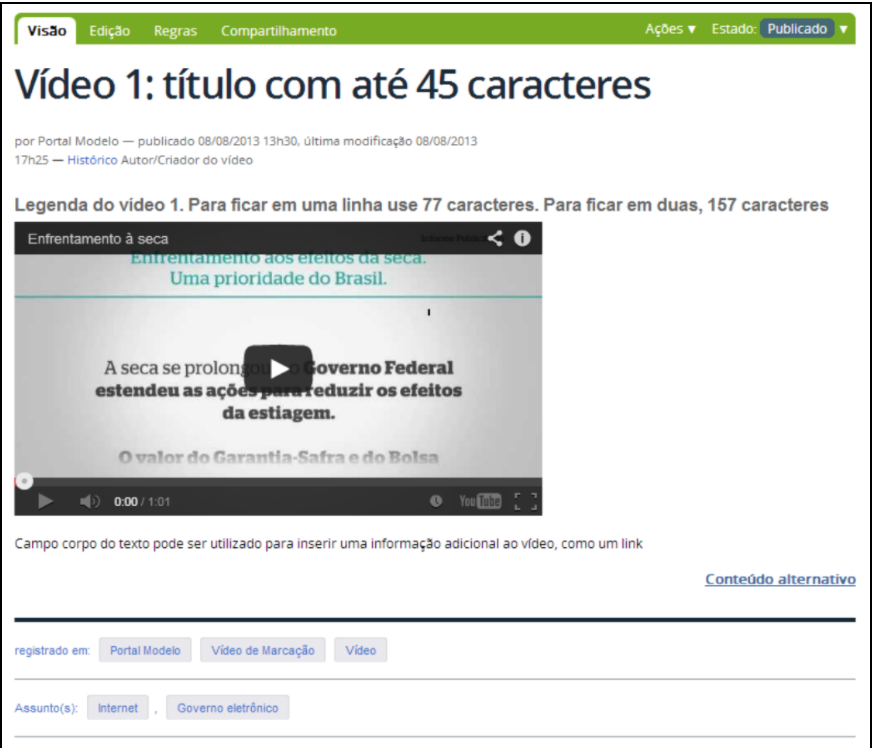 Visão Edição Regras Compartilhamento Ações ▼ Estado: Publicado ▼
Vídeo 1: título com até 45 caracteres
por Portal Modelo — publicado 08/08/2013 13h30, última modificação 08/08/2013
17h25 — Histórico Autor/Criador do vídeo
Legenda do video 1. Para ficar em uma linha use 77 caracteres. Para ficar em duas, 157 caracteres
Enfrentamento à seca
Enfrentamento aos efeitos da seca.
Uma prioridade do Brasil.
A seca se prolongou o Governo Federal
estendeu as ações para reduzir os efeitos
da estiagem.
O valor do Garantia-Safra e do Bolsa
0:00 / 1:01 YouTube
Campo corpo do texto pode ser utilizado para inserir uma informação adicional ao vídeo, como um link
Conteúdo alternativo
registrado em: Portal Modelo Vídeo de Marcação Vídeo
Assunto(s): Internet , Governo eletrônico